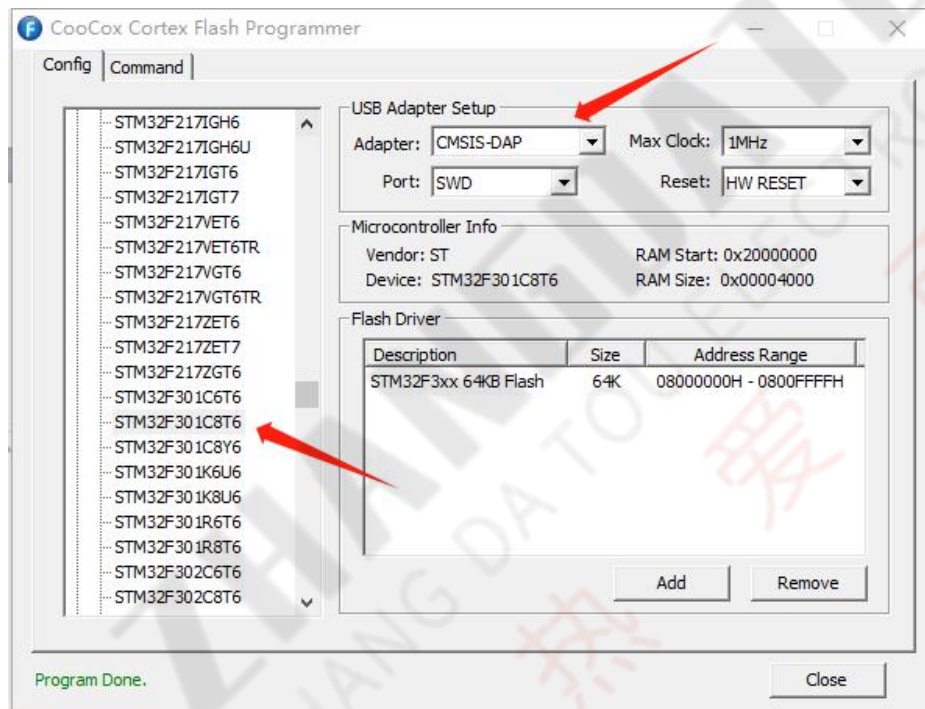 CooCox Cortex Flash Programmer
Config
Command
STM32F217IGH6
STM32F217IGH6U
STM32F217IGT6
STM32F217IGT7
STM32F217VET6
STM32F217VET6TR
STM32F217VGT6
STM32F217VGT6TR
STM32F217ZET6
STM32F217ZET7
STM32F217ZGT6
STM32F301C6T6
STM32F301C8T6
STM32F301C8Y6
STM32F301K6U6
STM32F301K8U6
STM32F301R6T6
STM32F301R8T6
STM32F302C6T6
STM32F302C8T6
USB Adapter Setup
Adapter: CMSIS-DAP Max Clock: 1MHz
Port: SWD Reset: HW RESET
Microcontroller Info
Vendor: ST RAM Start: 0x20000000
Device: STM32F301C8T6 RAM Size: 0x00004000
Flash Driver
Description Size Address Range
STM32F3xx 64KB Flash 64K 08000000H - 0800FFFFH
Add Remove
Program Done.
Close